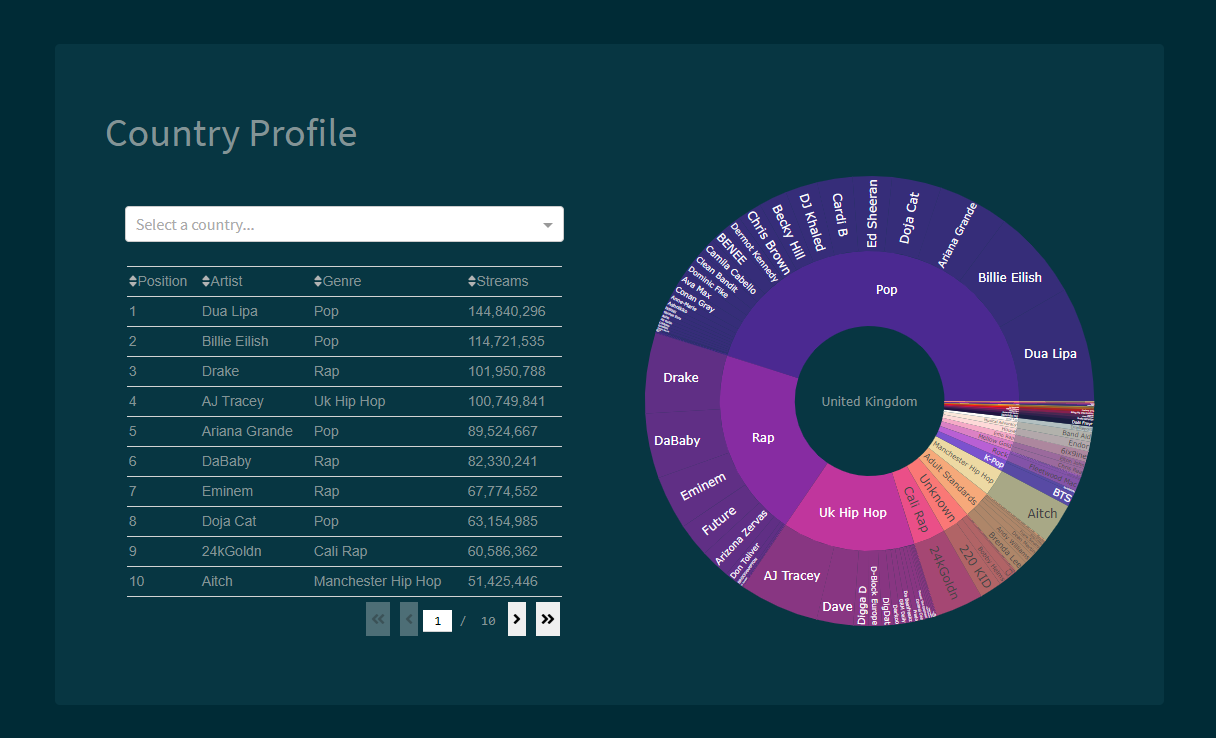 Country Profile
Select a country...
Position Artist Genre Streams
1 Dua Lipa Pop 144,840,296
2 Billie Eilish Pop 114,721,535
3 Drake Rap 101,950,788
4 AJ Tracey Uk Hip Hop 100,749,841
5 Ariana Grande Pop 89,524,667
6 DaBaby Rap 82,330,241
7 Eminem Rap 67,774,552
8 Doja Cat Pop 63,154,985
9 24kGoldn Cali Rap 60,586,362
10 Aitch Manchester Hip Hop 51,425,446
1 / 10
United Kingdom
Pop
Rap
Uk Hip Hop
Cali Rap
Unknown
Adult Standards
Manchester Hip Hop
K-Pop
Dua Lipa
Billie Eilish
Ariana Grande
Doja Cat
Ed Sheeran
Cardi B
DJ Khaled
Becky Hill
Chris Brown
Dermot Kennedy
BENEE
Camila Cabello
Clean Bandit
Dominic Fike
Ava Max
Conan Gray
Anne-Marie
Drake
DaBaby
Eminem
Future
Arizona Zervas
Don Toliver
AJ Tracey
Dave
Digga D
D-Block Europe
DigDat
24kGoldn
220 KID
Brenda Lee
Andy Williams
Aitch
BTS
6ix9ine
Endor
Band Aid